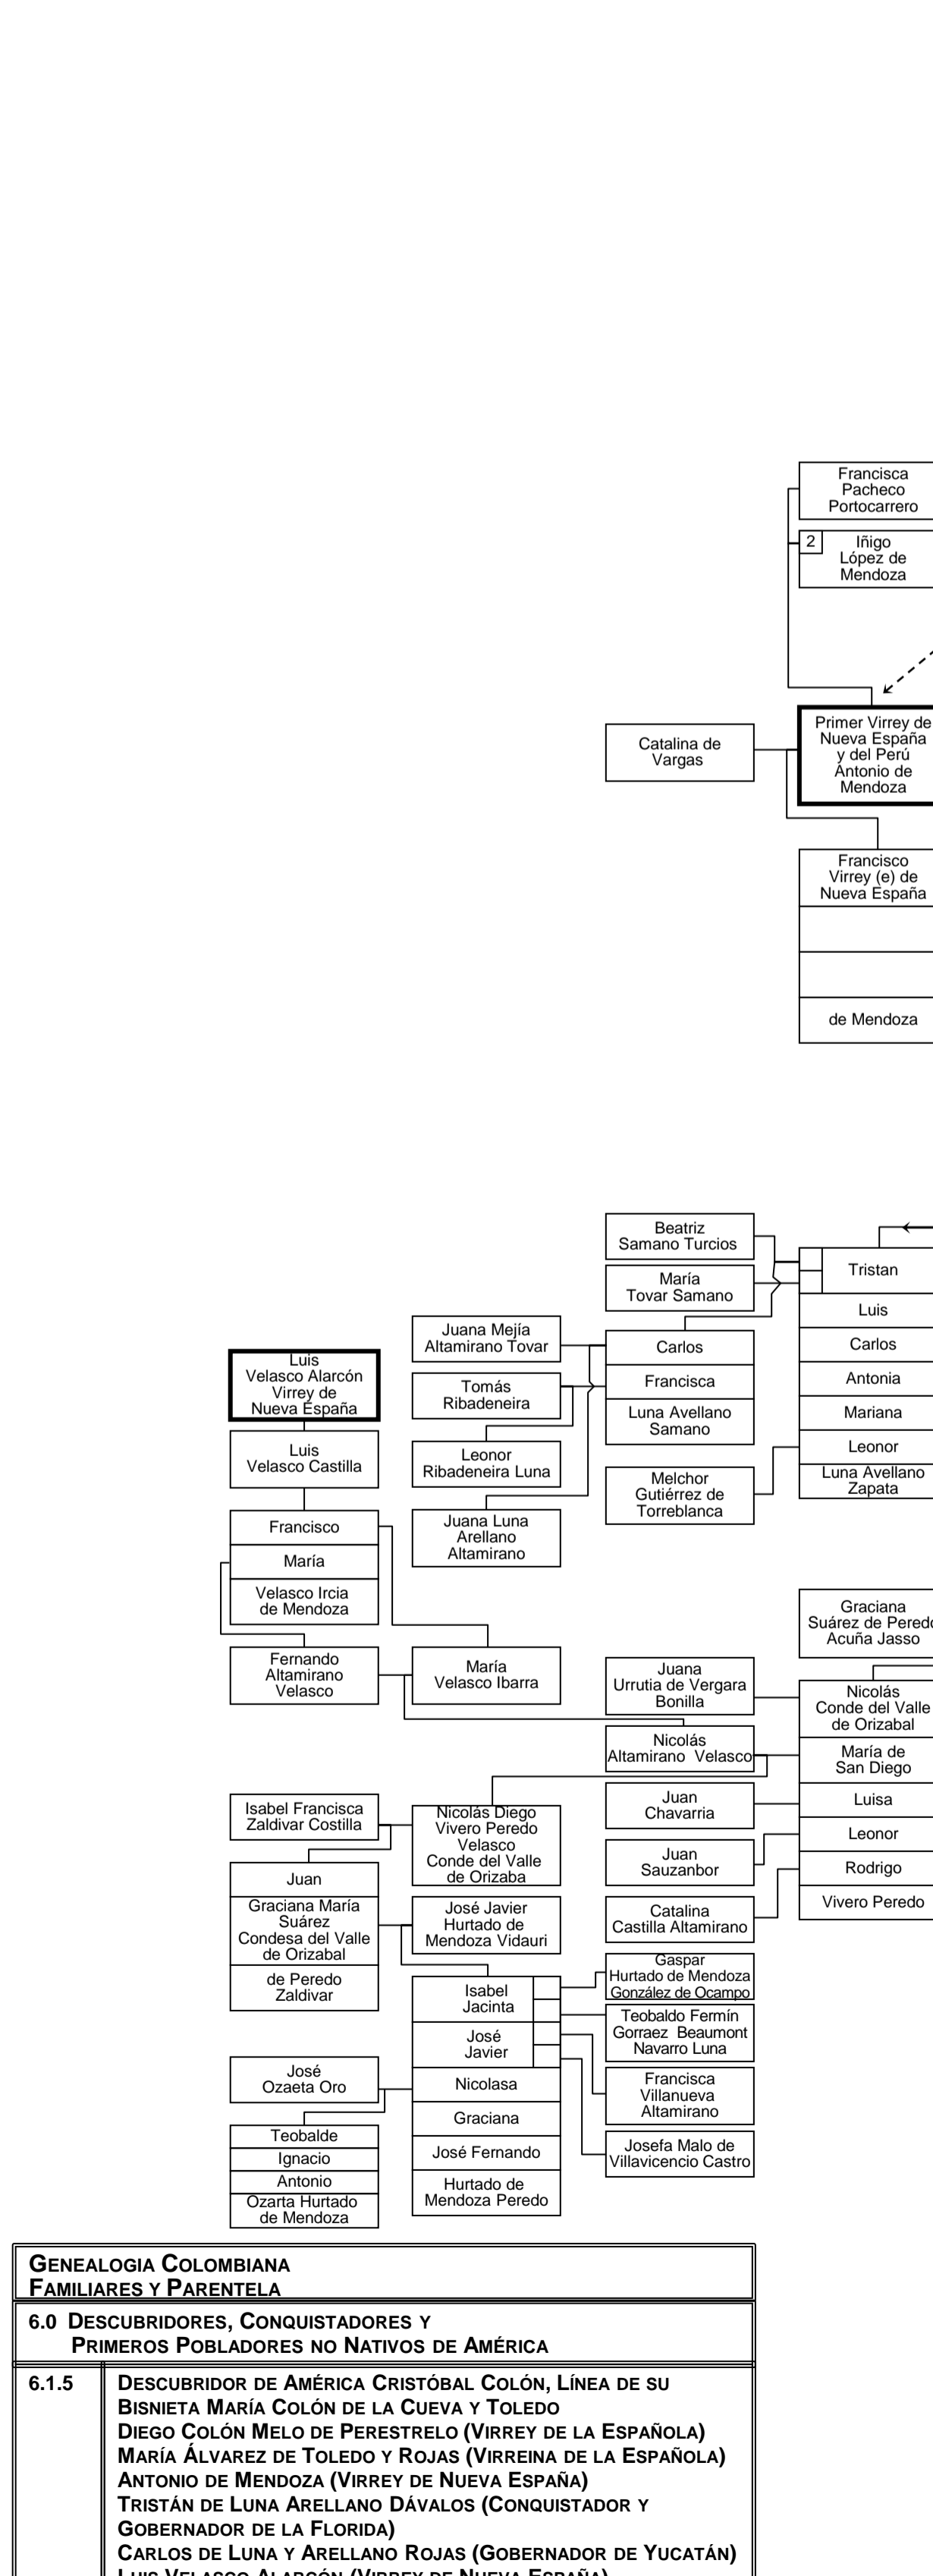 Francisca
Pacheco
Portocarrero
2
Iñigo
López de
Mendoza
Catalina de
Vargas
Primer Virrey de
Nueva España
y del Perú
Antonio de
Mendoza
Francisco
Virrey (e) de
Nueva España
de Mendoza
Beatriz
Samano Turcios
María
Tovar Samano
Tristan
Luis
Carlos
Antonia
Mariana
Leonor
Luna Avellano
Zapata
Juana Mejía
Altamirano Tovar
Tomás
Ribadeneira
Leonor
Ribadeneira Luna
Juana Luna
Arellano
Altamirano
Carlos
Francisca
Luna Avellano
Samano
Melchor
Gutiérrez de
Torreblanca
Luis
Velasco Alarcón
Virrey de
Nueva España
Luis
Velasco Castilla
Francisco
María
Velasco Ircia
de Mendoza
Fernando
Altamirano
Velasco
María
Velasco Ibarra
Graciana
Suárez de Peredo
Acuña Jasso
Juana
Urrutia de Vergara
Bonilla
Nicolás
Altamirano Velasco
Juan
Chavarria
Juan
Sauzanbor
Catalina
Castilla Altamirano
Nicolás
Conde del Valle
de Orizabal
María de
San Diego
Luisa
Leonor
Rodrigo
Vivero Peredo
Isabel Francisca
Zaldivar Costilla
Nicolás Diego
Vivero Peredo
Velasco
Conde del Valle
de Orizaba
Juan
Graciana María
Suárez
Condesa del Valle
de Orizabal
de Peredo
Zaldivar
José Javier
Hurtado de
Mendoza Vidauri
Isabel
Jacinta
José
Javier
Nicolasa
Graciana
José Fernando
Hurtado de
Mendoza Peredo
Gaspar
Hurtado de Mendoza
González de Ocampo
Teobaldo Fermín
Gorraez Beaumont
Navarro Luna
Francisca
Villanueva
Altamirano
Josefa Malo de
Villavicencio Castro
José
Ozaeta Oro
Teobalde
Ignacio
Antonio
Ozarta Hurtado
de Mendoza
GENEALOGIA COLOMBIANA
FAMILIARES Y PARENTELA
6.0 DESCUBRIDORES, CONQUISTADORES Y
PRIMEROS POBLADORES NO NATIVOS DE AMÉRICA
6.1.5 DESCUBRIDOR DE AMÉRICA CRISTÓBAL COLÓN, LÍNEA DE SU
BISNIETA MARÍA COLÓN DE LA CUEVA Y TOLEDO
DIEGO COLÓN MELO DE PERESTRELO (VIRREY DE LA ESPAÑOLA)
MARÍA ÁLVAREZ DE TOLEDO Y ROJAS (VIRREINA DE LA ESPAÑOLA)
ANTONIO DE MENDOZA (VIRREY DE NUEVA ESPAÑA)
TRISTÁN DE LUNA ARELLANO DÁVALOS (CONQUISTADOR Y
GOBERNADOR DE LA FLORIDA)
CARLOS DE LUNA Y ARELLANO ROJAS (GOBERNADOR DE YUCATÁN)
LUIS VELASCO ALARCÓN (VIRREY DE NUEVA ESPAÑA)